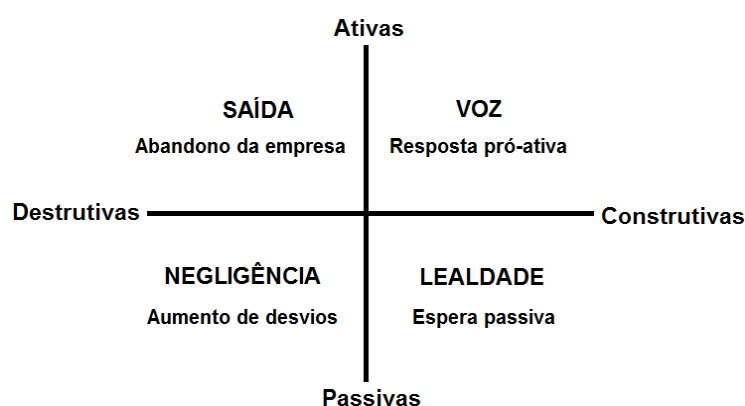 Ativas
SAÍDA
Abandono da empresa
VOZ
Resposta pró-ativa
Destrutivas
Construtivas
NEGLIGÊNCIA
Aumento de desvios
LEALDADE
Espera passiva
Passivas